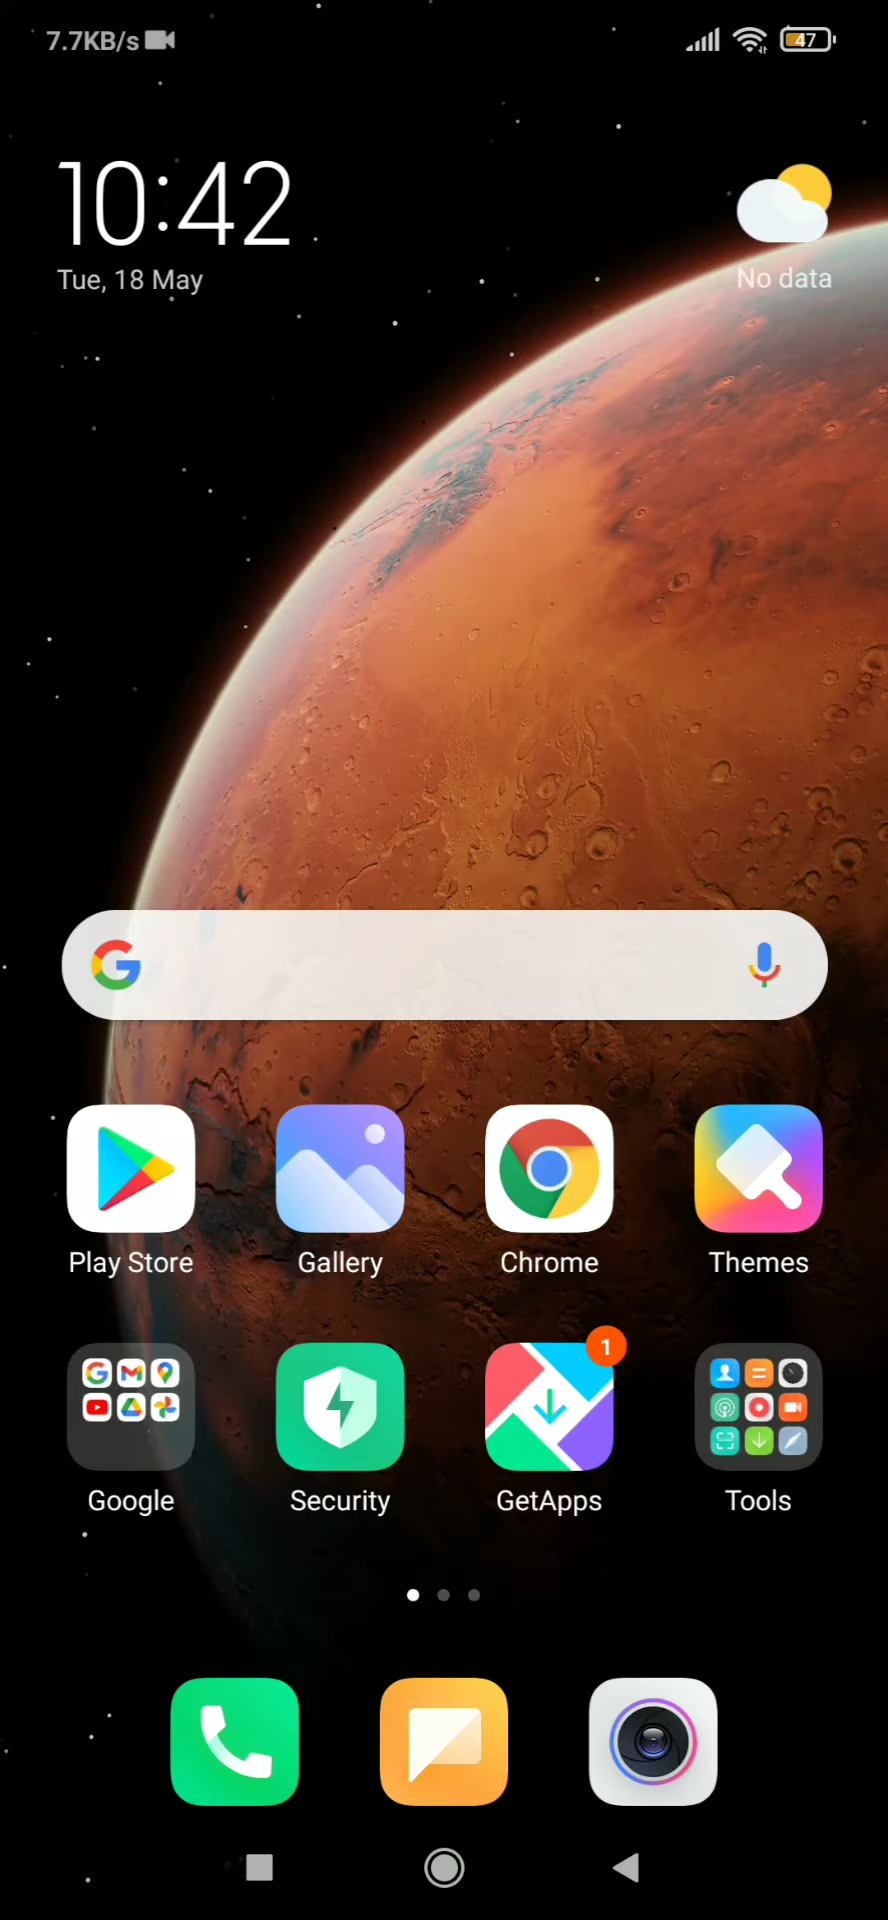 7.7KB/s
47
10:42
Tue, 18 May
No data
Play Store
Gallery
Chrome
Themes
1
Google
Security
GetApps
Tools